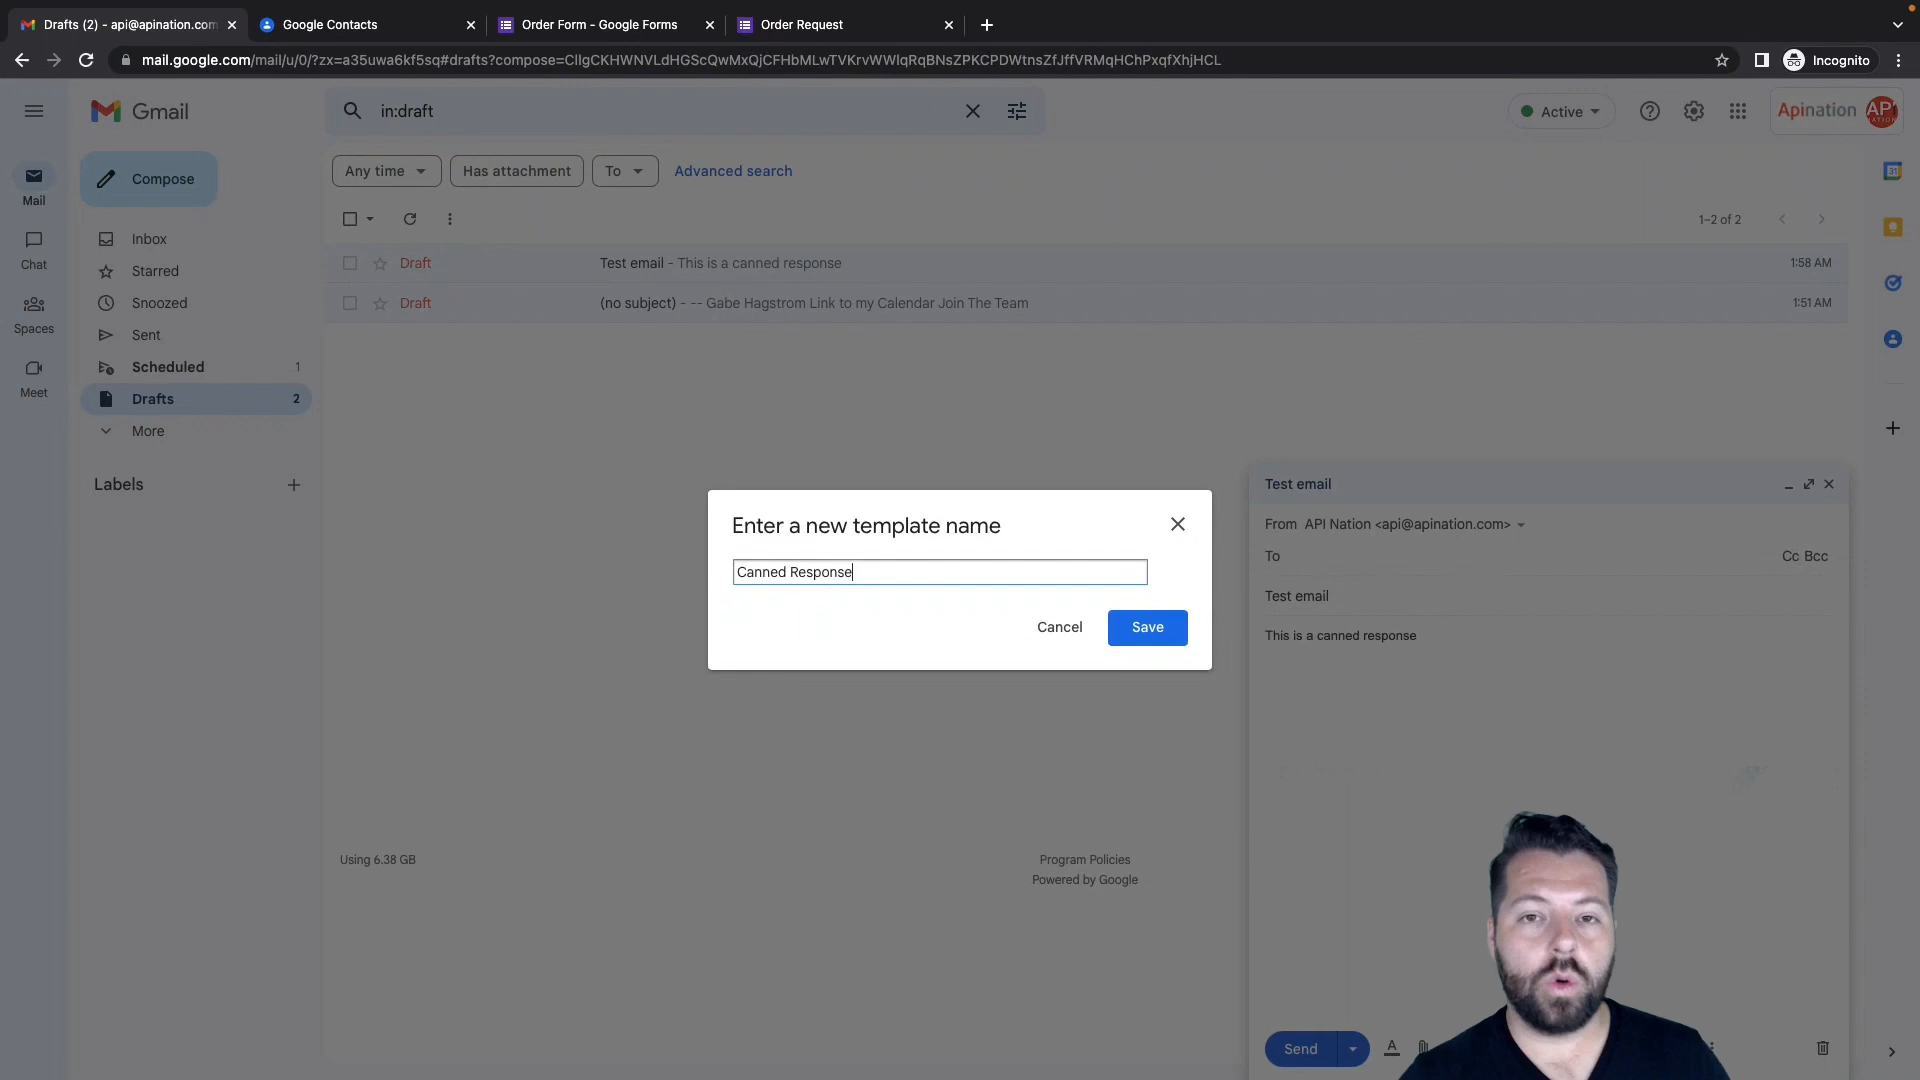 Drafts (2) - api@apination.com
Google Contacts
Order Form - Google Forms
Order Request
mail.google.com/mail/u/0/?zx=a35uwa6kf5sq#drafts?compose=CllgCKHWNVLdHGScQwMxQjCFHbMLwTVKrvWWlqRqBNsZPKCPDWtnsZfJffVRMqHChPxqfXhjHCL
Incognito
Gmail
in:draft
Active
Apination
API
NATION
Compose
Any time
Has attachment
To
Advanced search
Mail
1–2 of 2
31
Inbox
Chat
Draft
Test email - This is a canned response
1:58 AM
Starred
Snoozed
Draft
(no subject) - -- Gabe Hagstrom Link to my Calendar Join The Team
1:51 AM
Spaces
Sent
Scheduled
1
Meet
Drafts
2
More
Labels
Enter a new template name
Canned Response
Cancel
Save
Test email
From API Nation <api@apination.com>
To
Cc Bcc
Test email
This is a canned response
Using 6.38 GB
Program Policies
Powered by Google
Send